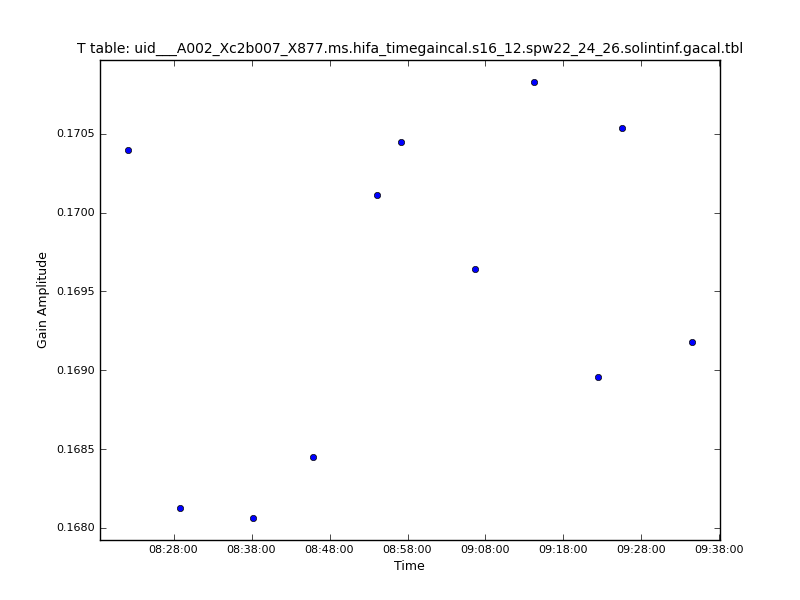 T table: uid___A002_Xc2b007_X877.ms.hifa_timegaincal.s16_12.spw22_24_26.solintinf.gacal.tbl
0.1705
0.1700
0.1695
0.1690
0.1685
0.1680
Gain Amplitude
08:28:00 08:38:00 08:48:00 08:58:00 09:08:00 09:18:00 09:28:00 09:38:00
Time